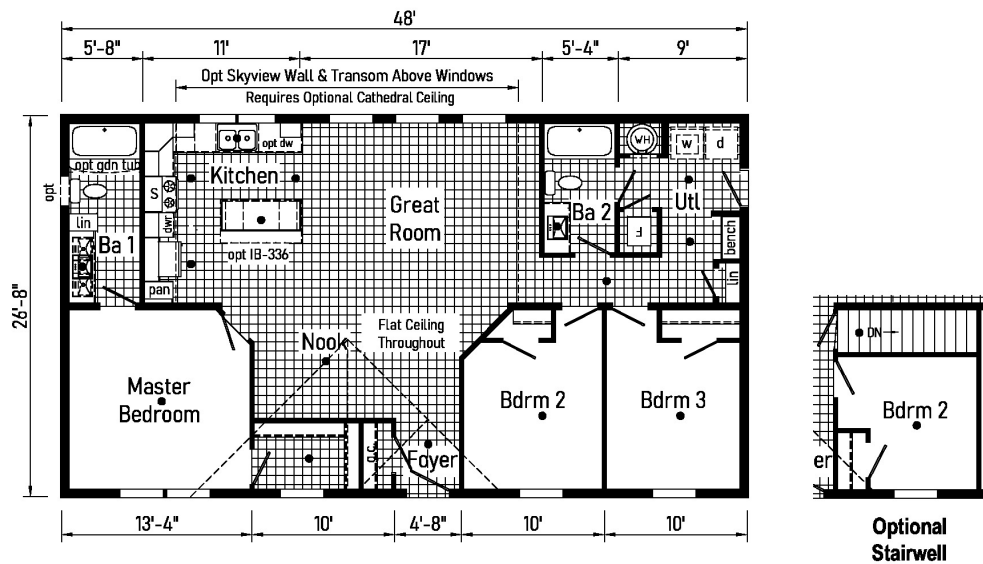 48'
5'-8"
11'
17'
5'-4"
9'
Opt Skyview Wall & Transom Above Windows
Requires Optional Cathedral Ceiling
26'-8"
opt
opt gdn tub
lin
Ba 1
Kitchen
opt dw
S
dwr
opt IB-336
pan
Great
Room
Ba 2
WH
w
d
Utl
F
bench
lin
Flat Ceiling
Throughout
Nook
Master
Bedroom
Bdrm 2
Bdrm 3
g.c.
Foyer
13'-4"
10'
4'-8"
10'
10'
DN
Bdrm 2
er
Optional
Stairwell